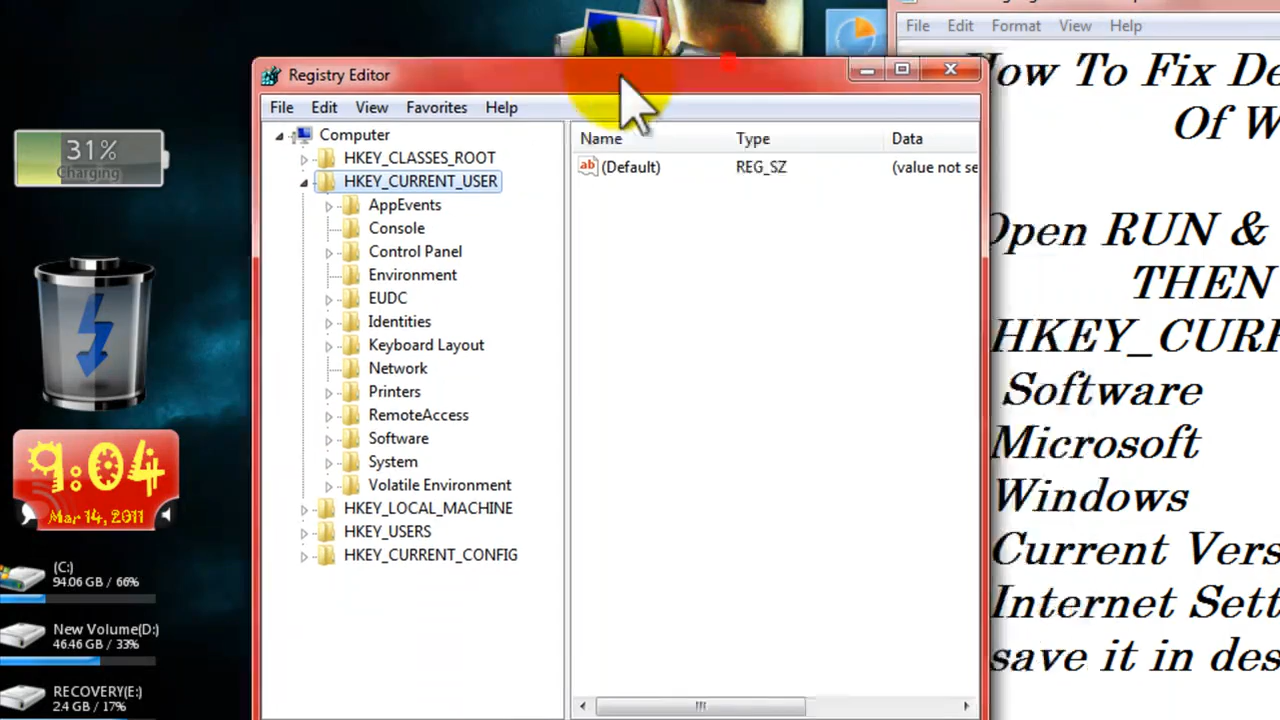 Registry Editor
File Edit View Favorites Help
Computer
HKEY_CLASSES_ROOT
HKEY_CURRENT_USER
AppEvents
Console
Control Panel
Environment
EUDC
Identities
Keyboard Layout
Network
Printers
RemoteAccess
Software
System
Volatile Environment
HKEY_LOCAL_MACHINE
HKEY_USERS
HKEY_CURRENT_CONFIG
Name Type Data
ab (Default) REG_SZ (value not se
31%
Charging
9:04
Mar 14, 2011
(C:)
94.06 GB / 66%
New Volume(D:)
46.46 GB / 33%
RECOVERY(E:)
2.4 GB / 17%
File Edit Format View Help
How To Fix De
Of W
Open RUN &
THEN
HKEY_CURR
Software
Microsoft
Windows
Current Vers
Internet Sett
save it in des